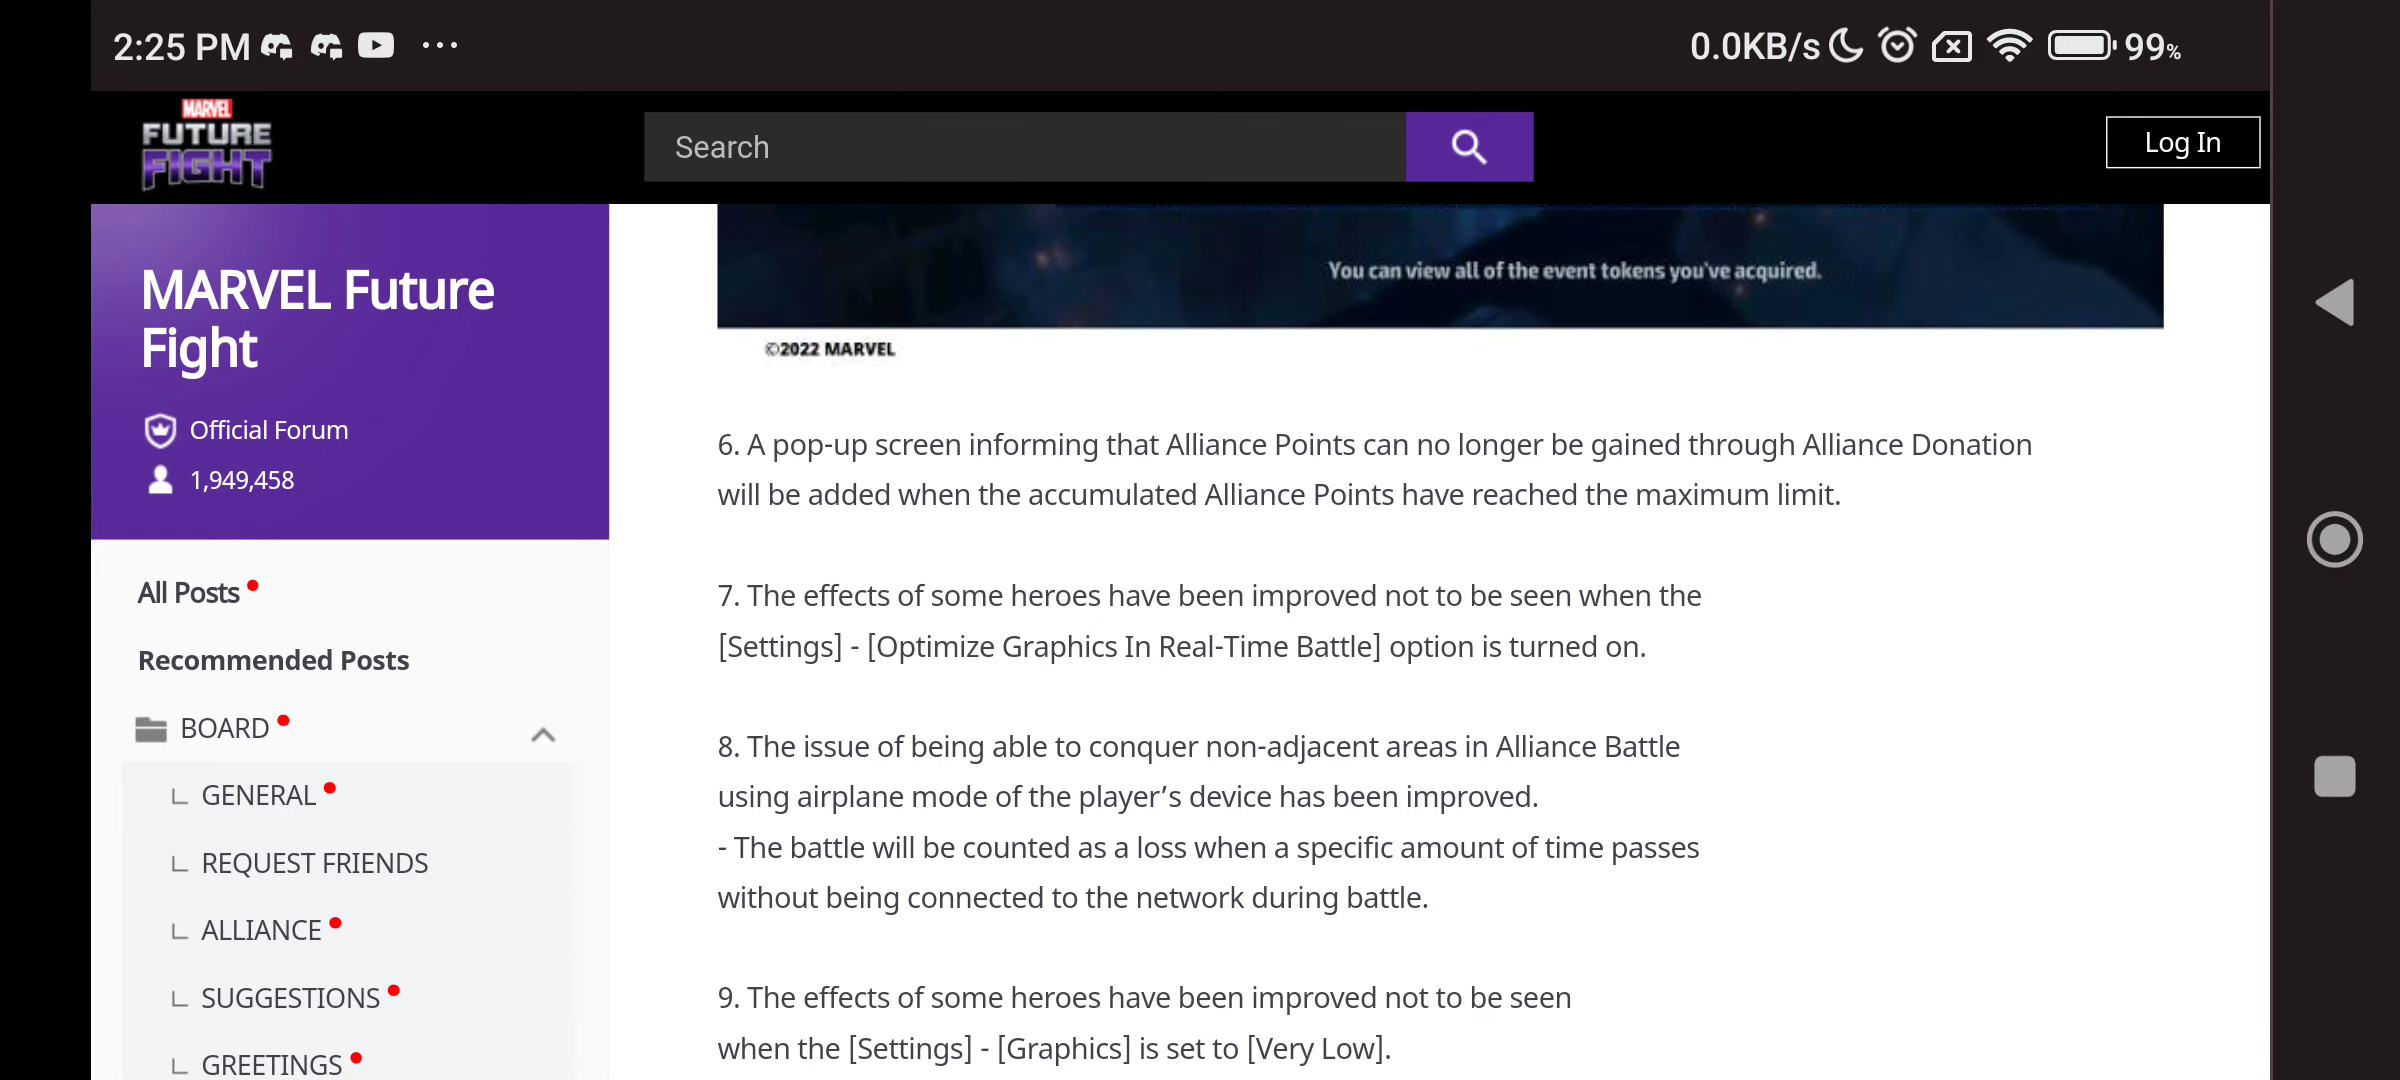 2:25 PM
0.0KB/s
99%
MARVEL
FUTURE
FIGHT
Search
Log In
MARVEL Future
Fight
Official Forum
1,949,458
All Posts
Recommended Posts
BOARD
GENERAL
REQUEST FRIENDS
ALLIANCE
SUGGESTIONS
GREETINGS
You can view all of the event tokens you've acquired.
©2022 MARVEL
6. A pop-up screen informing that Alliance Points can no longer be gained through Alliance Donation
will be added when the accumulated Alliance Points have reached the maximum limit.
7. The effects of some heroes have been improved not to be seen when the
[Settings] - [Optimize Graphics In Real-Time Battle] option is turned on.
8. The issue of being able to conquer non-adjacent areas in Alliance Battle
using airplane mode of the player’s device has been improved.
- The battle will be counted as a loss when a specific amount of time passes
without being connected to the network during battle.
9. The effects of some heroes have been improved not to be seen
when the [Settings] - [Graphics] is set to [Very Low].